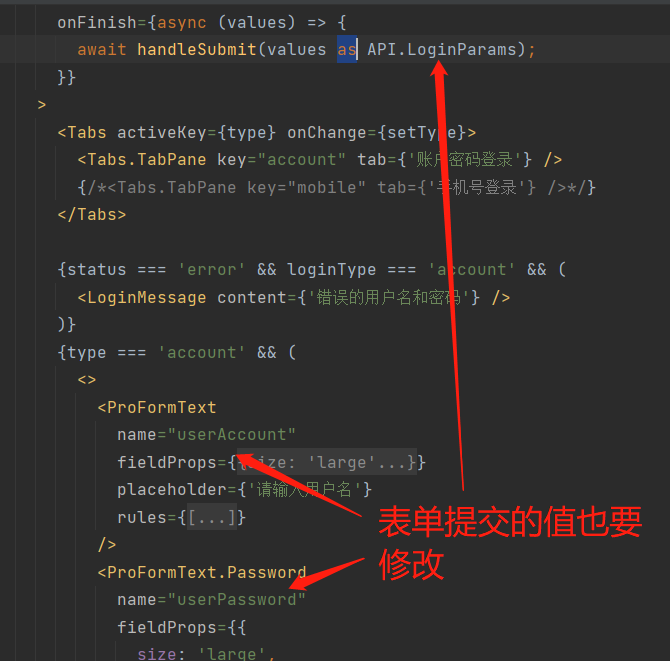 onFinish={async (values) => {
await handleSubmit(values as API.LoginParams);
}}
>
<Tabs activeKey={type} onChange={setType}>
<Tabs.TabPane key="account" tab={'账户密码登录'} />
{/*<Tabs.TabPane key="mobile" tab={'手机号登录'} />*/}
</Tabs>
{status === 'error' && loginType === 'account' && (
<LoginMessage content={'错误的用户名和密码'} />
)}
{type === 'account' && (
<>
<ProFormText
name="userAccount"
fieldProps={{size: 'large'...}}
placeholder={'请输入用户名'}
rules={[...]}
/>
<ProFormText.Password
name="userPassword"
fieldProps={{
size: 'large',
表单提交的值也要
修改